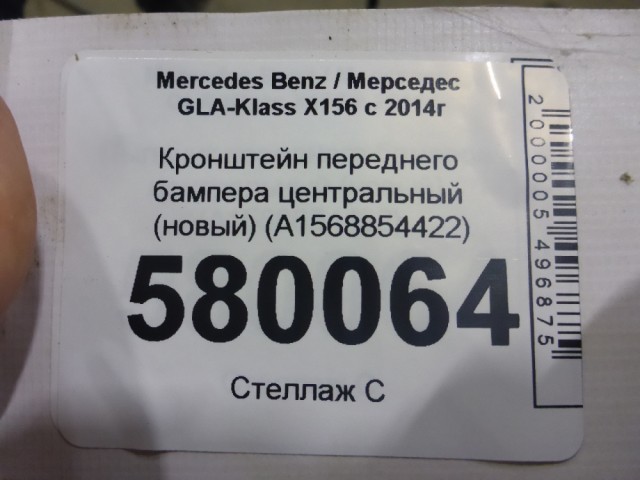 Mercedes Benz / Мерседес
GLA-Klass X156 с 2014г
Кронштейн переднего
бампера центральный
(новый) (A1568854422)
580064
Стеллаж С
2000005496875